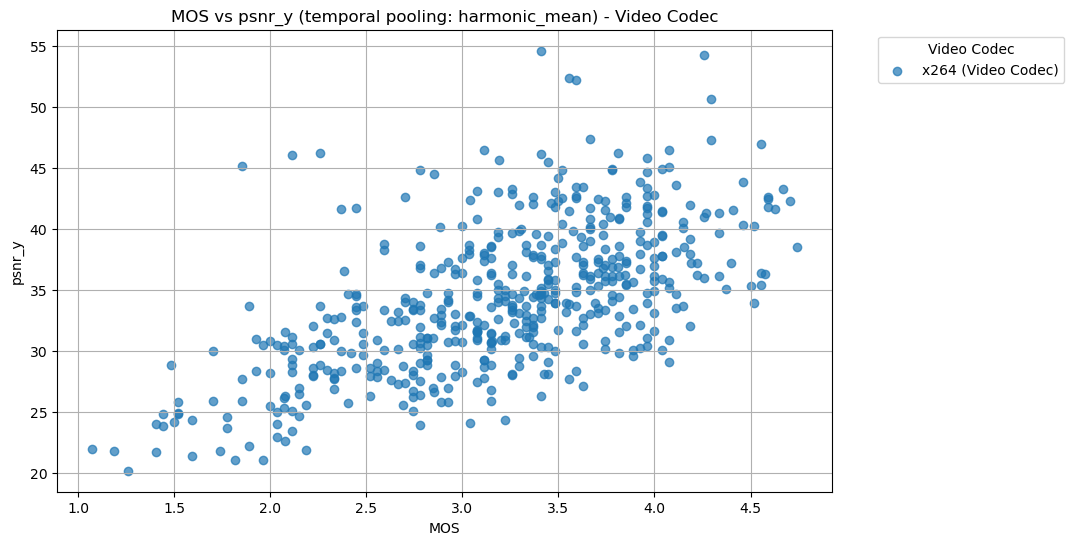 MOS vs psnr_y (temporal pooling: harmonic_mean) - Video Codec
Video Codec
x264 (Video Codec)
psnr_y
55
50
45
40
35
30
25
20
1.0 1.5 2.0 2.5 3.0 3.5 4.0 4.5
MOS